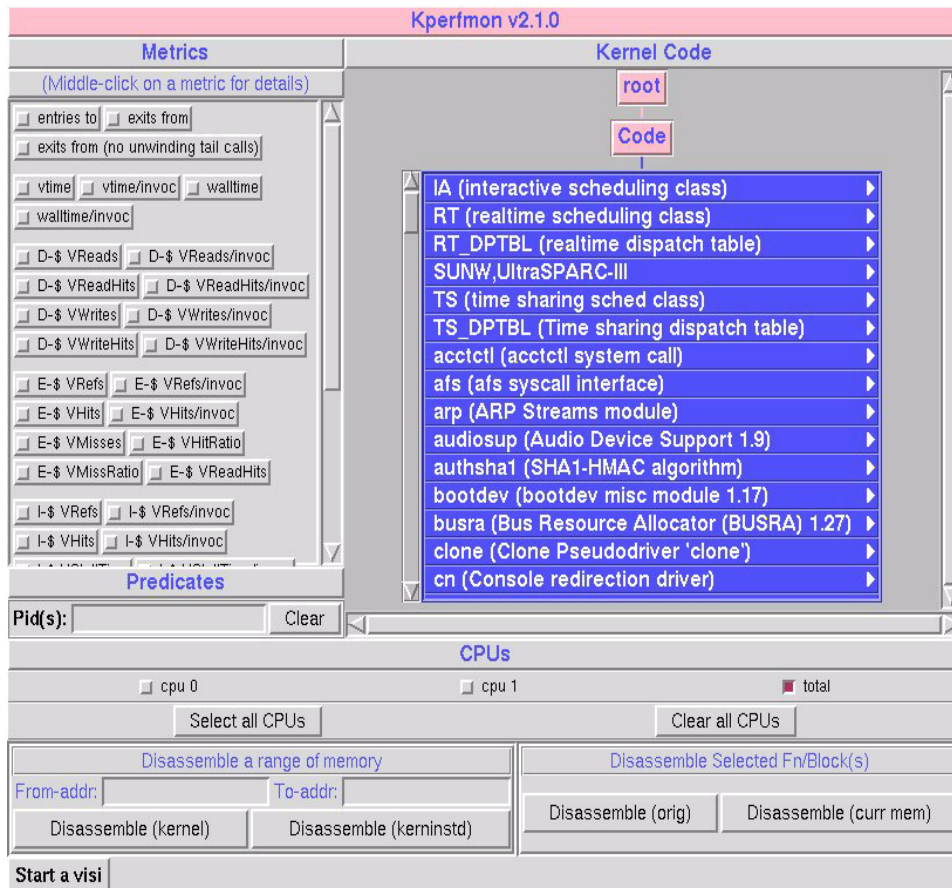 Kperfmon v2.1.0
Metrics
(Middle-click on a metric for details)
entries to exits from
exits from (no unwinding tail calls)
vtime vtime/invoc walltime
walltime/invoc
D-$ VReads D-$ VReads/invoc
D-$ VReadHits D-$ VReadHits/invoc
D-$ VWrites D-$ VWrites/invoc
D-$ VWriteHits D-$ VWriteHits/invoc
E-$ VRefs E-$ VRefs/invoc
E-$ VHits E-$ VHits/invoc
E-$ VMisses E-$ VHitRatio
E-$ VMissRatio E-$ VReadHits
I-$ VRefs I-$ VRefs/invoc
I-$ VHits I-$ VHits/invoc
Predicates
Pid(s): Clear
Kernel Code
root
Code
IA (interactive scheduling class)
RT (realtime scheduling class)
RT_DPTBL (realtime dispatch table)
SUNW,UltraSPARC-III
TS (time sharing sched class)
TS_DPTBL (Time sharing dispatch table)
acctctl (acctctl system call)
afs (afs syscall interface)
arp (ARP Streams module)
audiosup (Audio Device Support 1.9)
authsha1 (SHA1-HMAC algorithm)
bootdev (bootdev misc module 1.17)
busra (Bus Resource Allocator (BUSRA) 1.27)
clone (Clone Pseudodriver 'clone')
cn (Console redirection driver)
CPUs
cpu 0 cpu 1 total
Select all CPUs Clear all CPUs
Disassemble a range of memory
From-addr: To-addr:
Disassemble (kernel) Disassemble (kerninstd)
Disassemble Selected Fn/Block(s)
Disassemble (orig) Disassemble (curr mem)
Start a visi